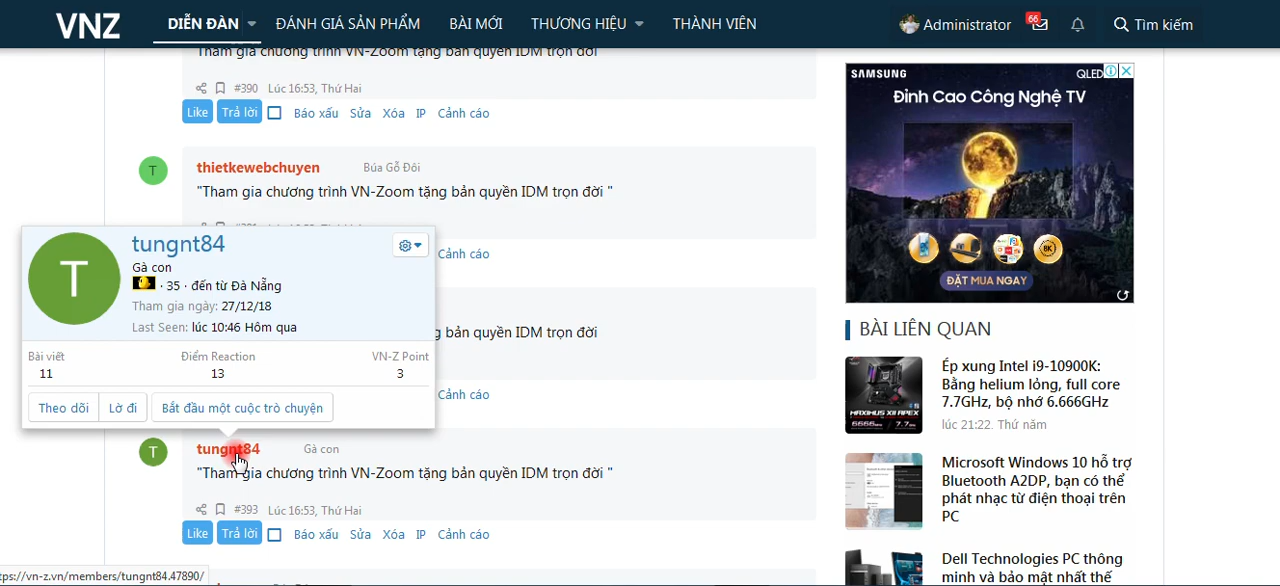 VNZ DIỄN ĐÀN ĐÁNH GIÁ SẢN PHẨM BÀI MỚI THƯƠNG HIỆU THÀNH VIÊN Administrator 66 Tìm kiếm
Tham gia chương trình VN-Zoom tặng bản quyền IDM trọn đời
#390 Lúc 16:53, Thứ Hai
Like Trả lời Báo xấu Sửa Xóa IP Cảnh cáo
T thietkewebchuyen Búa Gỗ Đôi
"Tham gia chương trình VN-Zoom tặng bản quyền IDM trọn đời "
Cảnh cáo
T tungnt84
Gà con
· 35 · đến từ Đà Nẵng
Tham gia ngày: 27/12/18
Last Seen: lúc 10:46 Hôm qua
Bài viết Điểm Reaction VN-Z Point
11 13 3
Theo dõi Lờ đi Bắt đầu một cuộc trò chuyện
bản quyền IDM trọn đời
Cảnh cáo
T tungnt84 Gà con
"Tham gia chương trình VN-Zoom tặng bản quyền IDM trọn đời "
#393 Lúc 16:53, Thứ Hai
Like Trả lời Báo xấu Sửa Xóa IP Cảnh cáo
tps://vn-z.vn/members/tungnt84.47890/
SAMSUNG QLED
Đỉnh Cao Công Nghệ TV
8K
ĐẶT MUA NGAY
BÀI LIÊN QUAN
MAXIMUS XII APEX
6666 MHz 7.7 GHz
Ép xung Intel i9-10900K:
Bằng helium lỏng, full core
7.7GHz, bộ nhớ 6.666GHz
lúc 21:22. Thứ năm
Microsoft Windows 10 hỗ trợ
Bluetooth A2DP, bạn có thể
phát nhạc từ điện thoại trên
PC
Dell Technologies PC thông
minh và bảo mật nhất thế